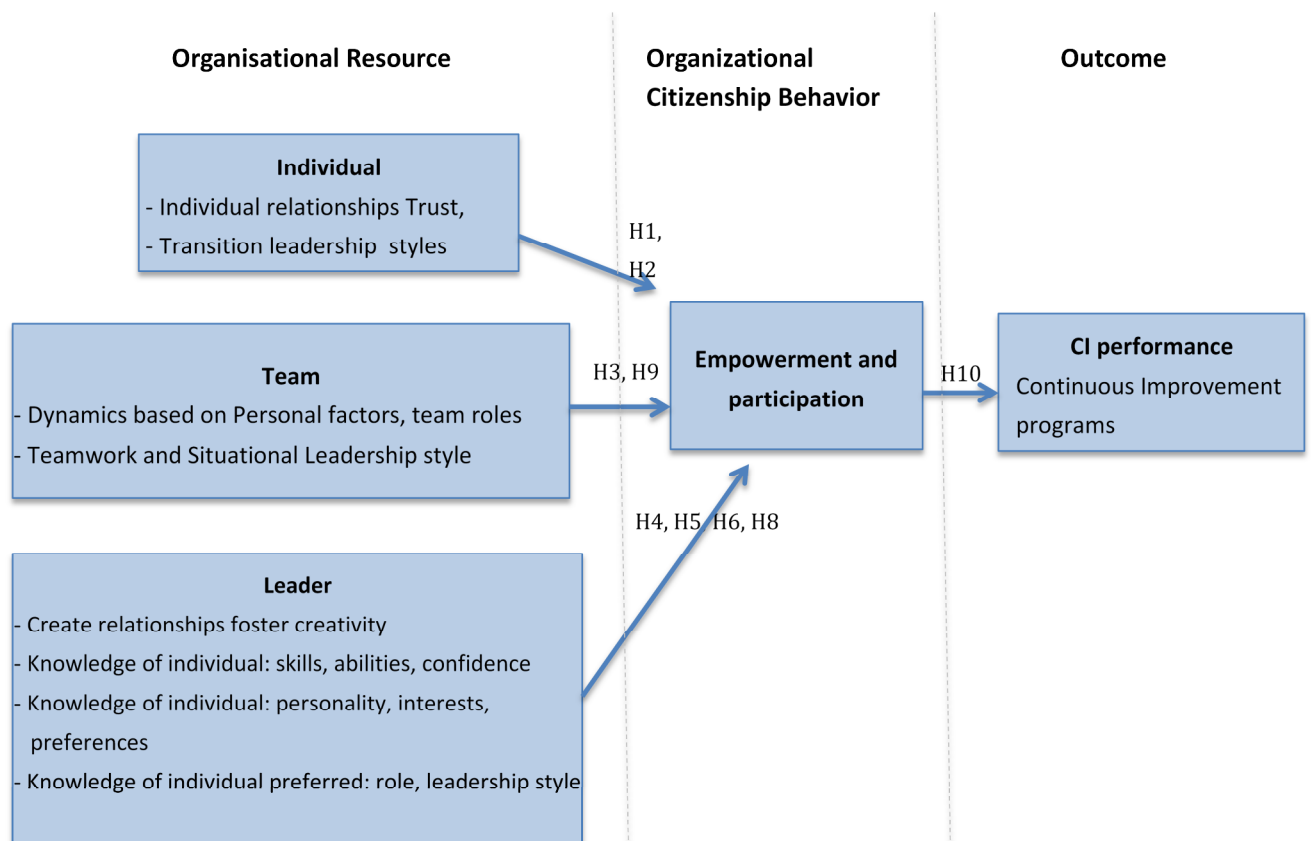 Organisational Resource
Organizational
Citizenship Behavior
Outcome
Individual
- Individual relationships Trust,
- Transition leadership styles
H1,
H2
Team
- Dynamics based on Personal factors, team roles
- Teamwork and Situational Leadership style
H3, H9
Empowerment and
participation
H10
CI performance
Continuous Improvement
programs
H4, H5, H6, H8
Leader
- Create relationships foster creativity
- Knowledge of individual: skills, abilities, confidence
- Knowledge of individual: personality, interests,
preferences
- Knowledge of individual preferred: role, leadership style